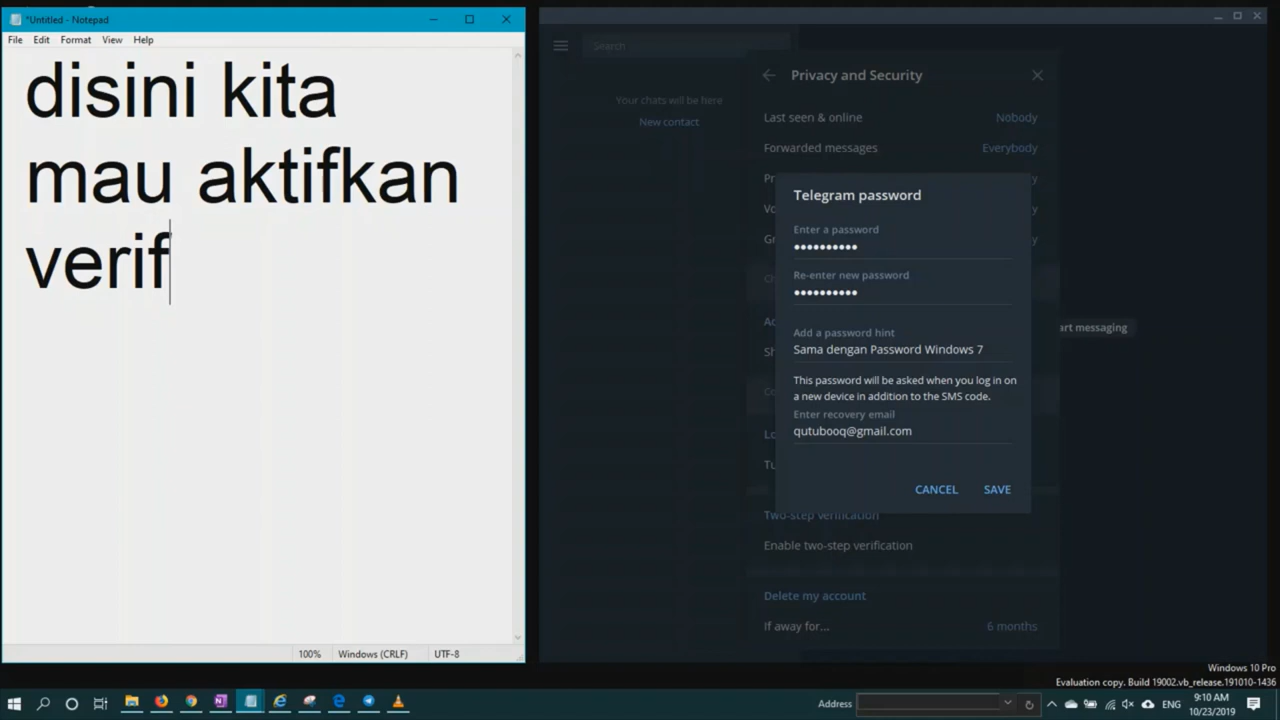 *Untitled - Notepad
File Edit Format View Help
disini kita
mau aktifkan
verif
100% Windows (CRLF) UTF-8
Search
Your chats will be here
New contact
Privacy and Security
Last seen & online Nobody
Forwarded messages Everybody
Telegram password
Enter a password
••••••••••
Re-enter new password
••••••••••
Add a password hint
Sama dengan Password Windows 7
This password will be asked when you log in on
a new device in addition to the SMS code.
Enter recovery email
qutubooq@gmail.com
CANCEL SAVE
art messaging
Two-step verification
Enable two-step verification
Delete my account
If away for... 6 months
Windows 10 Pro
Evaluation copy. Build 19002.vb_release.191010-1436
Address
ENG
9:10 AM
10/23/2019